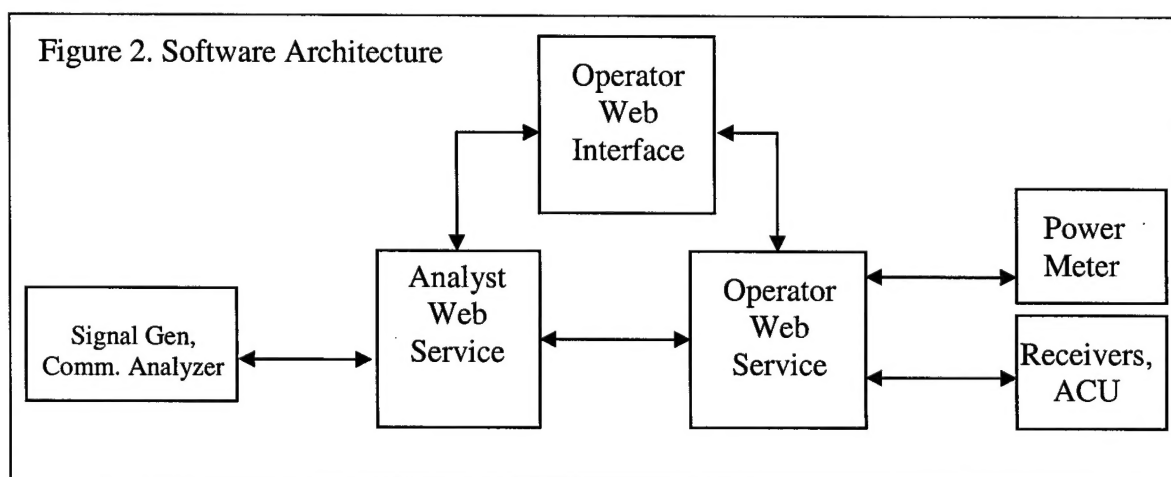 Figure 2. Software Architecture
Operator
Web
Interface
Power
Meter
Analyst
Web
Service
Operator
Web
Service
Signal Gen,
Comm. Analyzer
Receivers,
ACU